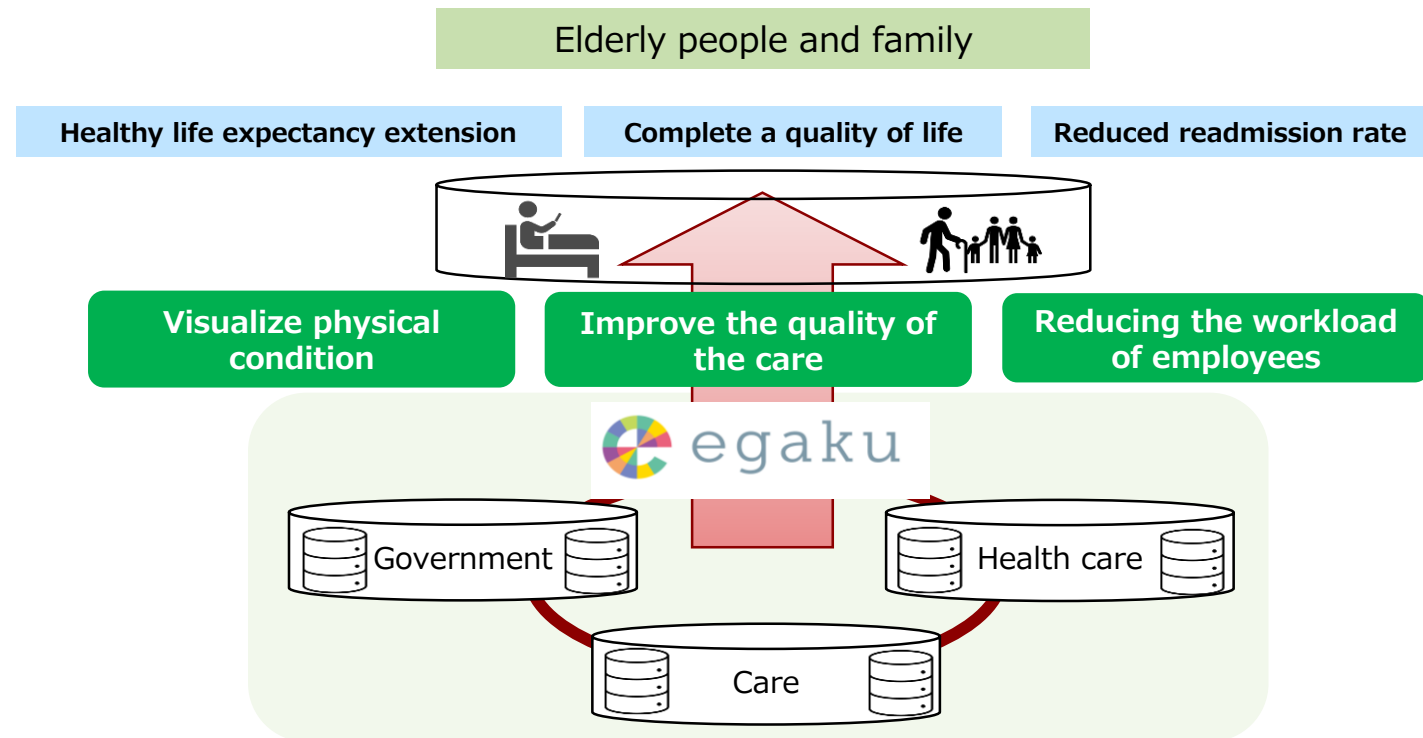 Elderly people and family
Healthy life expectancy extension
Complete a quality of life
Reduced readmission rate
Visualize physical
condition
Improve the quality of
the care
Reducing the workload
of employees
egaku
Government
Health care
Care